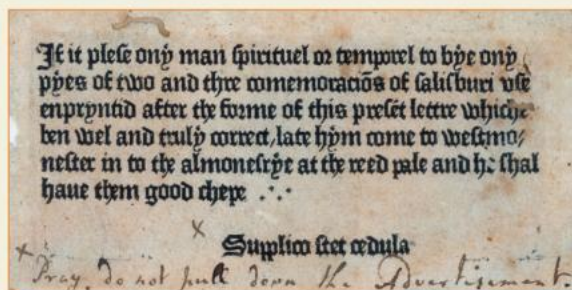 If it plese ony man spirituel or temporel to bye ony
pyes of two and thre comemoraciōs of salisburi vse
enpryntid after the forme of this presēt lettre whiche
ben wel and truly correct, late hym come to westmo-
nester in to the almonesrye at the reed pale and he shal
haue them good chepe .·.
Supplico stet cedula
Pray, do not pull down the Advertisement.